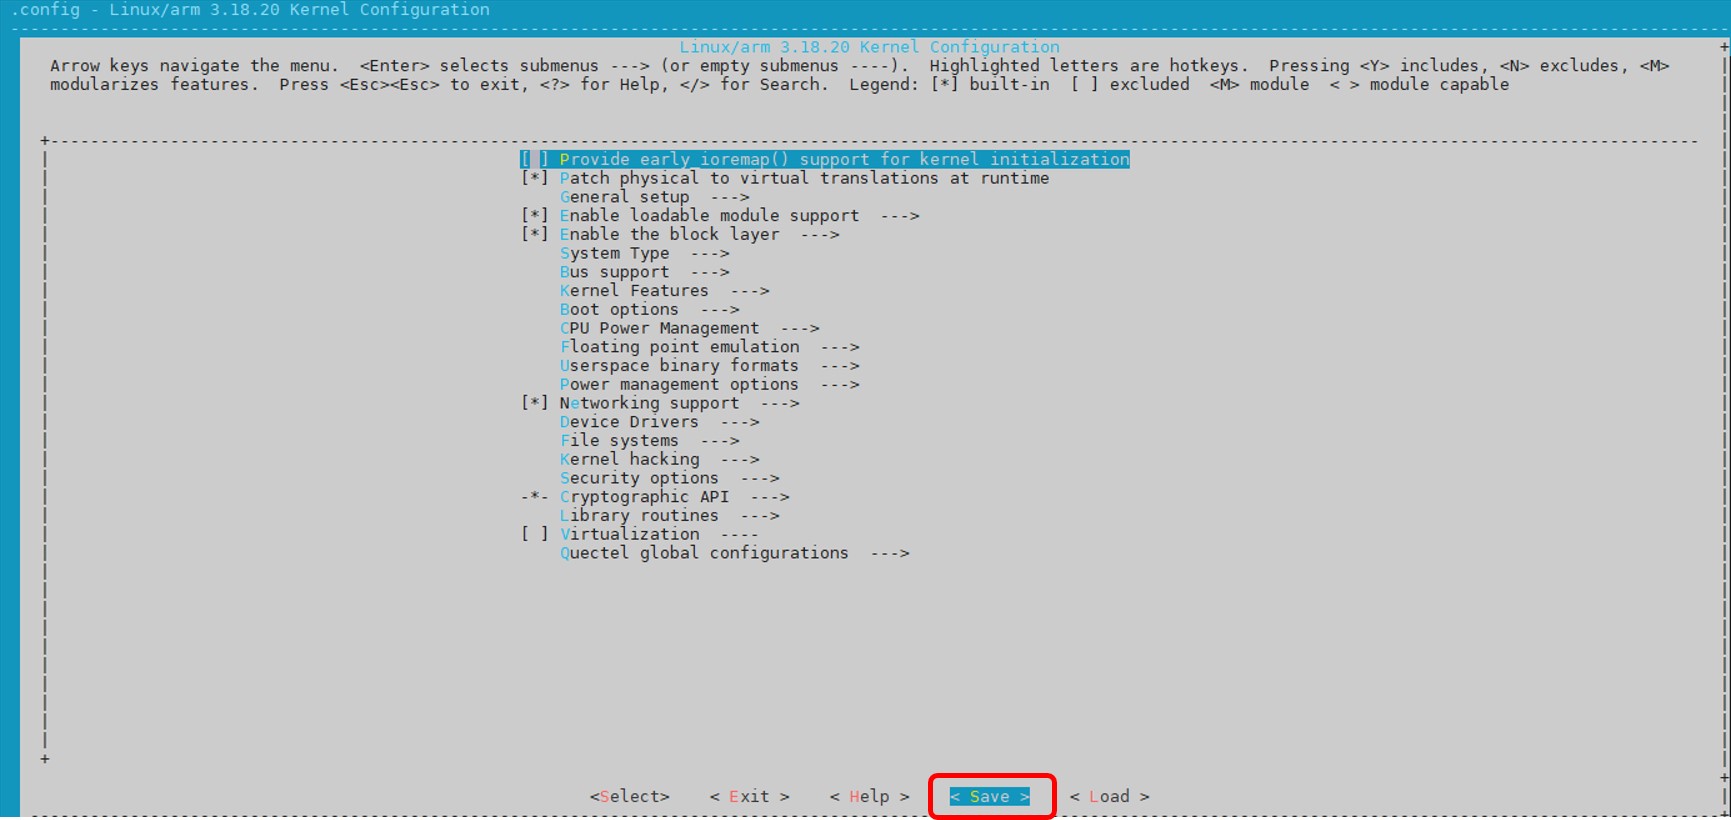 .config - Linux/arm 3.18.20 Kernel Configuration
Linux/arm 3.18.20 Kernel Configuration
Arrow keys navigate the menu.  <Enter> selects submenus ---> (or empty submenus ----).  Highlighted letters are hotkeys.  Pressing <Y> includes, <N> excludes, <M>
modularizes features.  Press <Esc><Esc> to exit, <?> for Help, </> for Search.  Legend: [*] built-in  [ ] excluded  <M> module  < > module capable
[ ] Provide early_ioremap() support for kernel initialization
[*] Patch physical to virtual translations at runtime
General setup  --->
[*] Enable loadable module support  --->
[*] Enable the block layer  --->
System Type  --->
Bus support  --->
Kernel Features  --->
Boot options  --->
CPU Power Management  --->
Floating point emulation  --->
Userspace binary formats  --->
Power management options  --->
[*] Networking support  --->
Device Drivers  --->
File systems  --->
Kernel hacking  --->
Security options  --->
-*- Cryptographic API  --->
Library routines  --->
[ ] Virtualization  ----
Quectel global configurations  --->
<Select>    < Exit >    < Help >    < Save >    < Load >